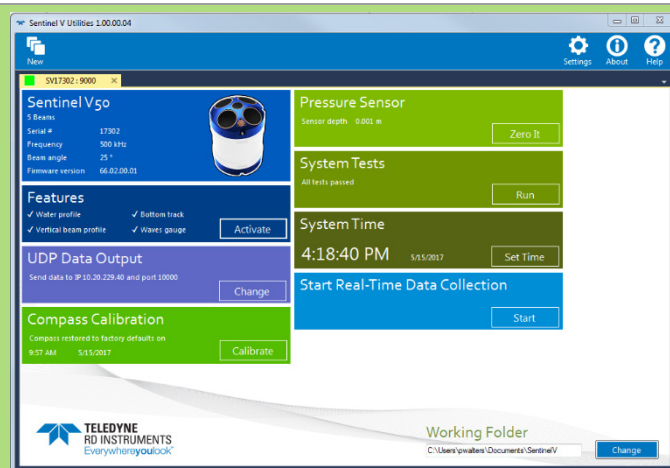 Sentinel V Utilities 1.00.00.04
New
Settings
About
Help
SV17302 : 9000
Sentinel V50
5 Beams
Serial # 17302
Frequency 500 kHz
Beam angle 25 °
Firmware version 66.02.00.01
Features
✓ Water profile ✓ Bottom track
✓ Vertical beam profile ✓ Waves gauge
Activate
UDP Data Output
Send data to IP 10.20.229.40 and port 10000
Change
Compass Calibration
Compass restored to factory defaults on
9:57 AM 5/15/2017
Calibrate
Pressure Sensor
Sensor depth 0.001 m
Zero It
System Tests
All tests passed
Run
System Time
4:18:40 PM 5/15/2017
Set Time
Start Real-Time Data Collection
Start
TELEDYNE
RD INSTRUMENTS
Everywhereyoulook™
Working Folder
C:\Users\pwalters\Documents\SentinelV
Change